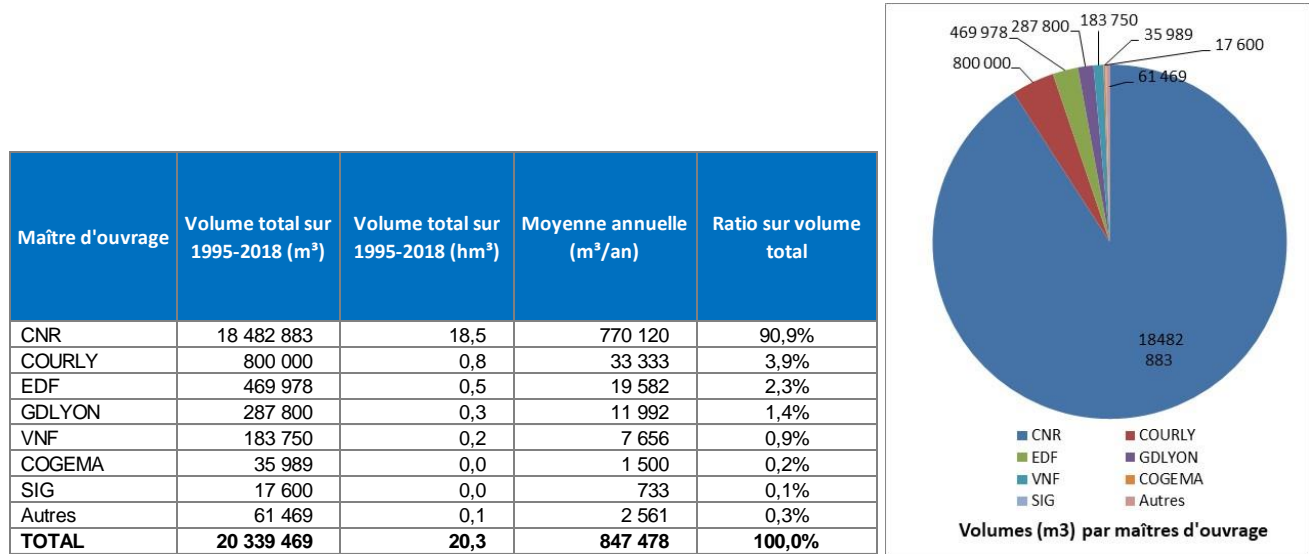 Maître d'ouvrage Volume total sur 1995-2018 (m³) Volume total sur 1995-2018 (hm³) Moyenne annuelle (m³/an) Ratio sur volume total
CNR 18 482 883 18,5 770 120 90,9%
COURLY 800 000 0,8 33 333 3,9%
EDF 469 978 0,5 19 582 2,3%
GDLYON 287 800 0,3 11 992 1,4%
VNF 183 750 0,2 7 656 0,9%
COGEMA 35 989 0,0 1 500 0,2%
SIG 17 600 0,0 733 0,1%
Autres 61 469 0,1 2 561 0,3%
TOTAL 20 339 469 20,3 847 478 100,0%
469 978 287 800 183 750 35 989 17 600
800 000 61 469
18482
883
CNR COURLY
EDF GDLYON
VNF COGEMA
SIG Autres
Volumes (m3) par maîtres d'ouvrage